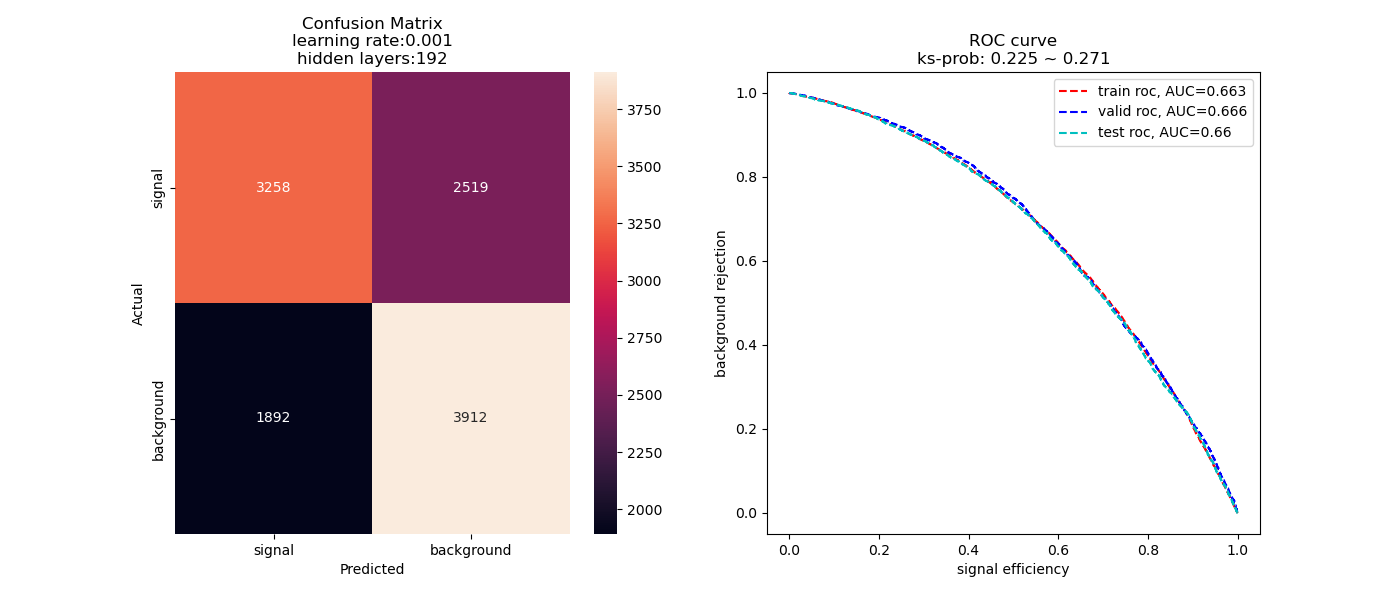 Confusion Matrix
learning rate:0.001
hidden layers:192
signal
background
Actual
3258
2519
1892
3912
signal
background
Predicted
3750
3500
3250
3000
2750
2500
2250
2000
ROC curve
ks-prob: 0.225 ~ 0.271
train roc, AUC=0.663
valid roc, AUC=0.666
test roc, AUC=0.66
background rejection
1.0
0.8
0.6
0.4
0.2
0.0
0.0
0.2
0.4
0.6
0.8
1.0
signal efficiency